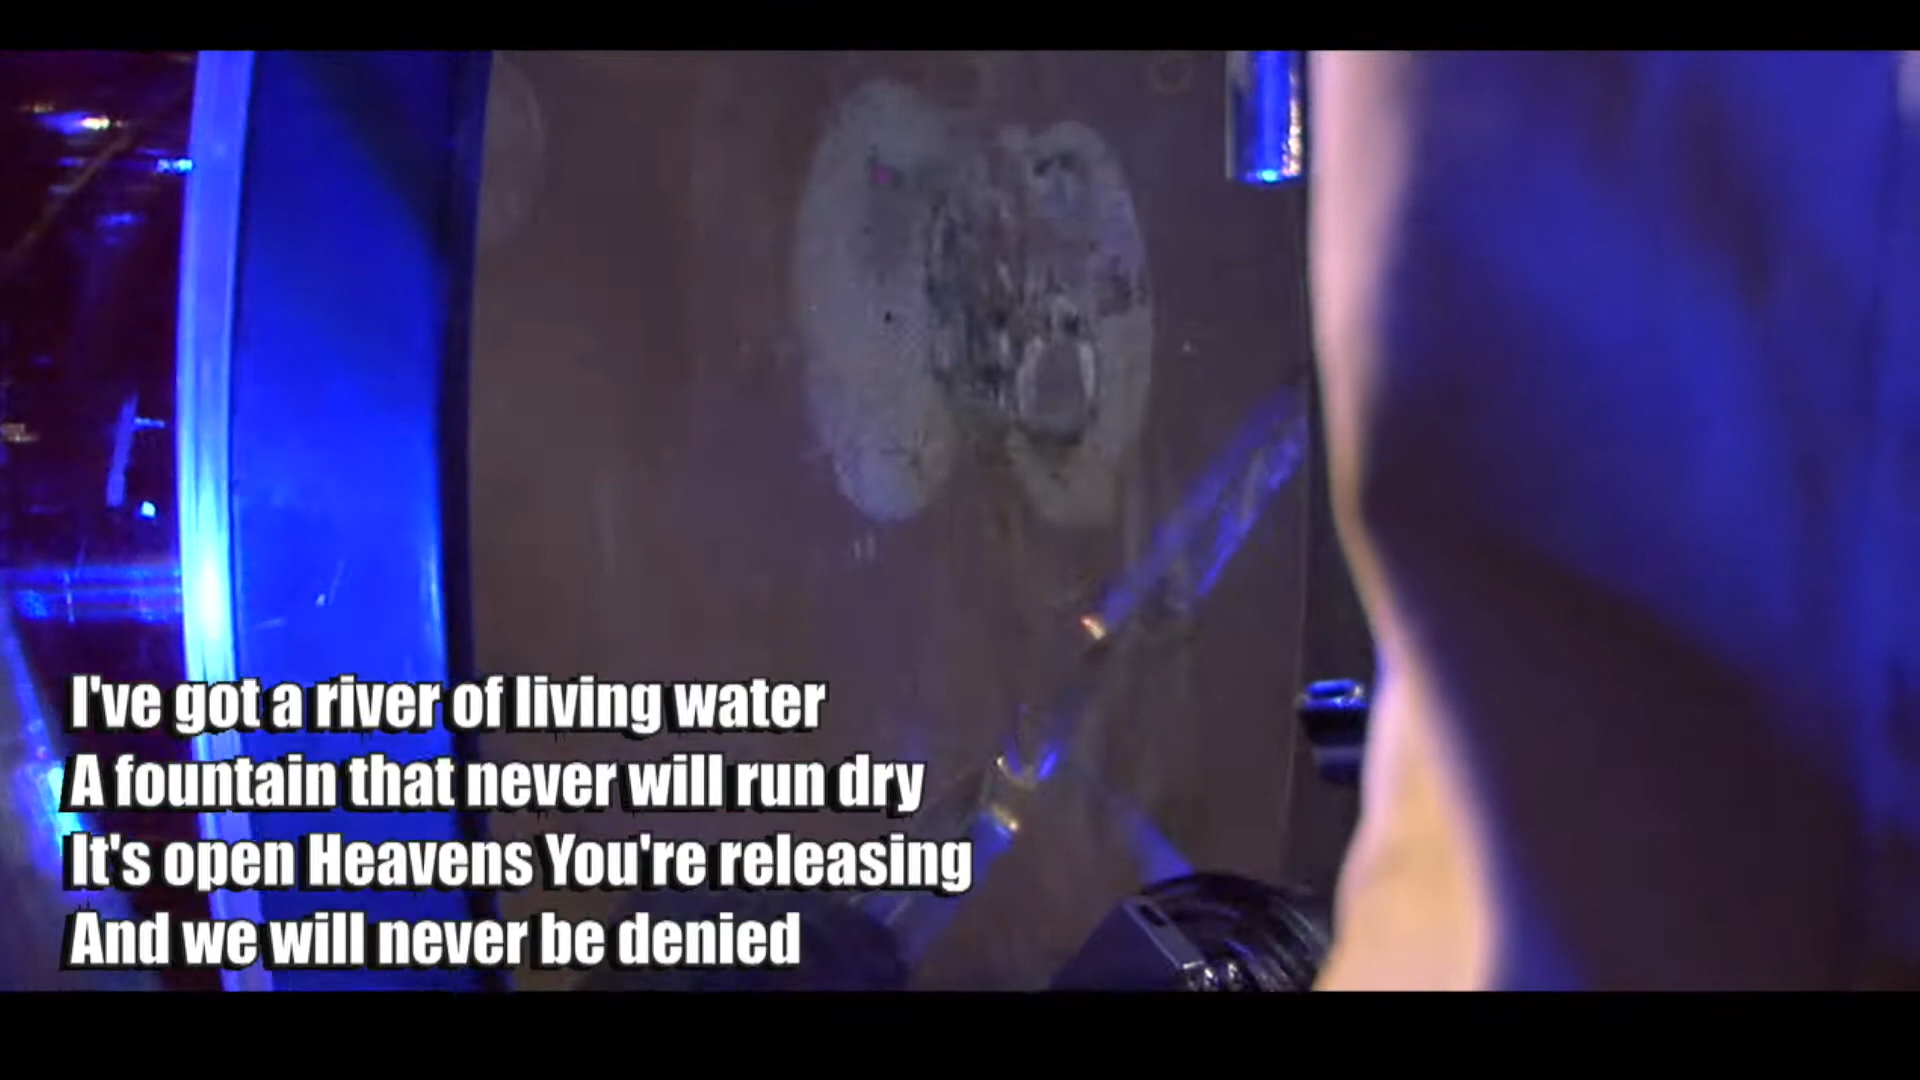 I've got a river of living water
A fountain that never will run dry
It's open Heavens You're releasing
And we will never be denied